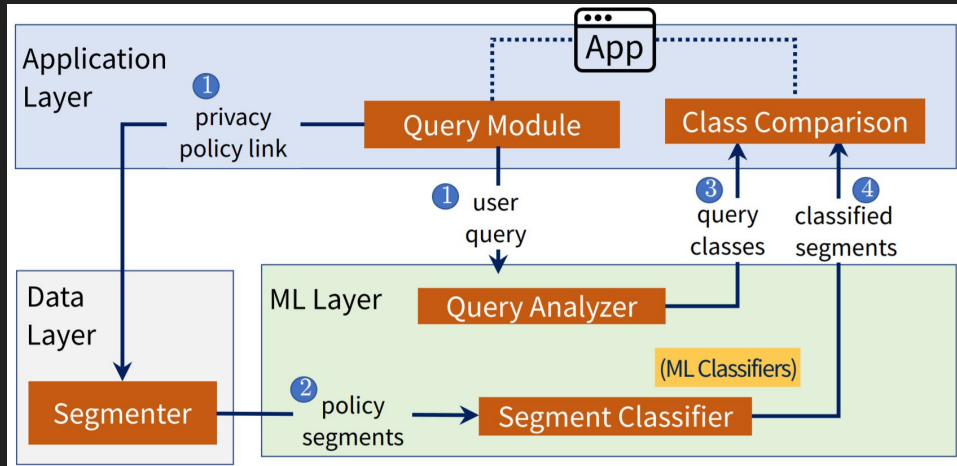 App
Application
Layer
1
privacy
policy link
Query Module
Class Comparison
1
user
query
3
query
classes
4
classified
segments
Data
Layer
ML Layer
Query Analyzer
(ML Classifiers)
Segmenter
2
policy
segments
Segment Classifier